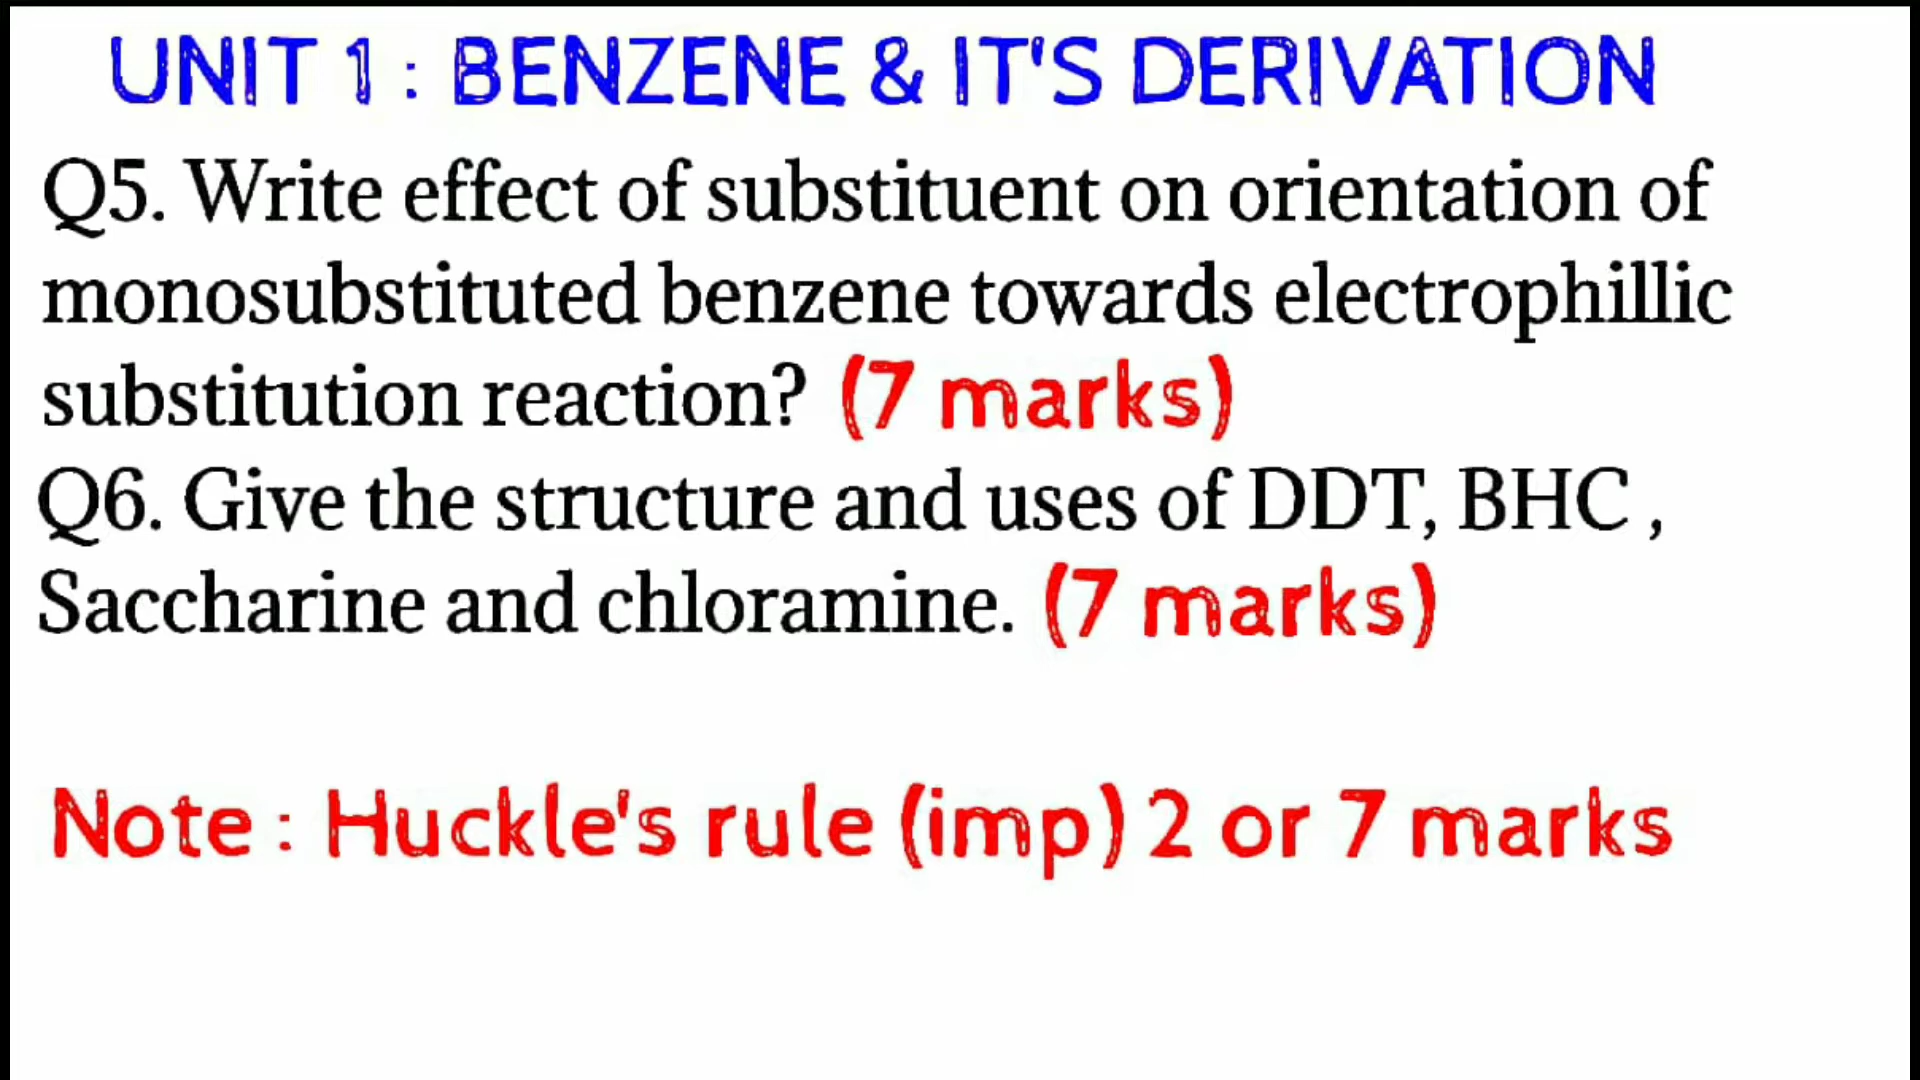 UNIT 1 : BENZENE & IT'S DERIVATION
Q5. Write effect of substituent on orientation of
monosubstituted benzene towards electrophillic
substitution reaction? (7 marks)
Q6. Give the structure and uses of DDT, BHC ,
Saccharine and chloramine. (7 marks)
Note : Huckle's rule (imp) 2 or 7 marks